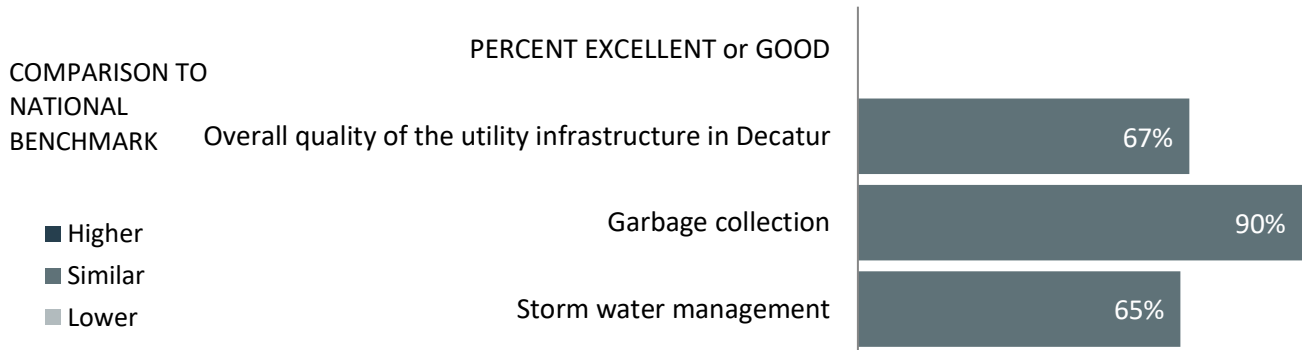 PERCENT EXCELLENT or GOOD
COMPARISON TO
NATIONAL
BENCHMARK
Overall quality of the utility infrastructure in Decatur
67%
Garbage collection
90%
Storm water management
65%
Higher
Similar
Lower